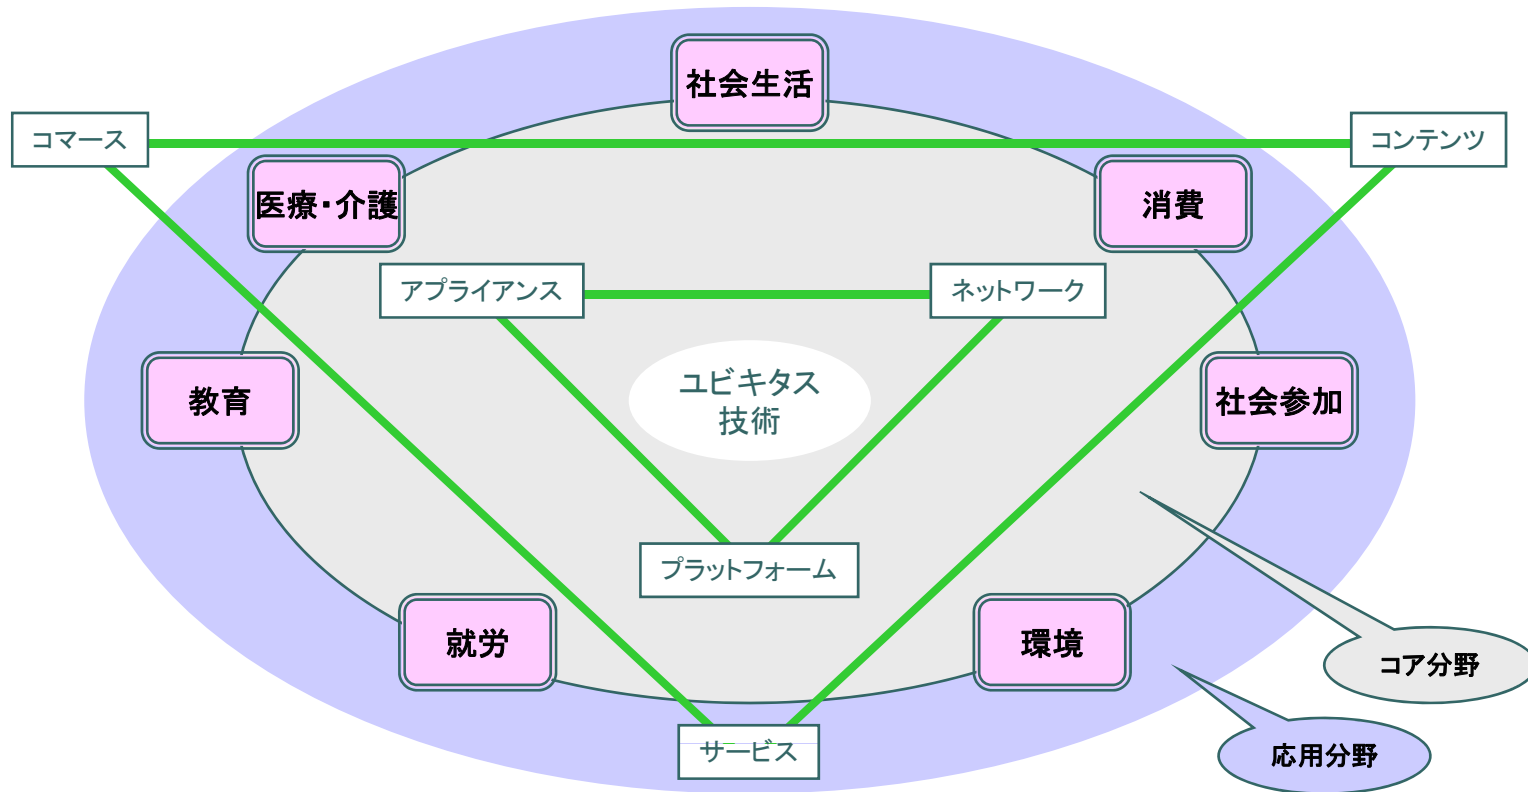 社会生活
コマース
コンテンツ
医療・介護
消費
アプライアンス
ネットワーク
ユビキタス
技術
教育
社会参加
プラットフォーム
就労
環境
コア分野
サービス
応用分野